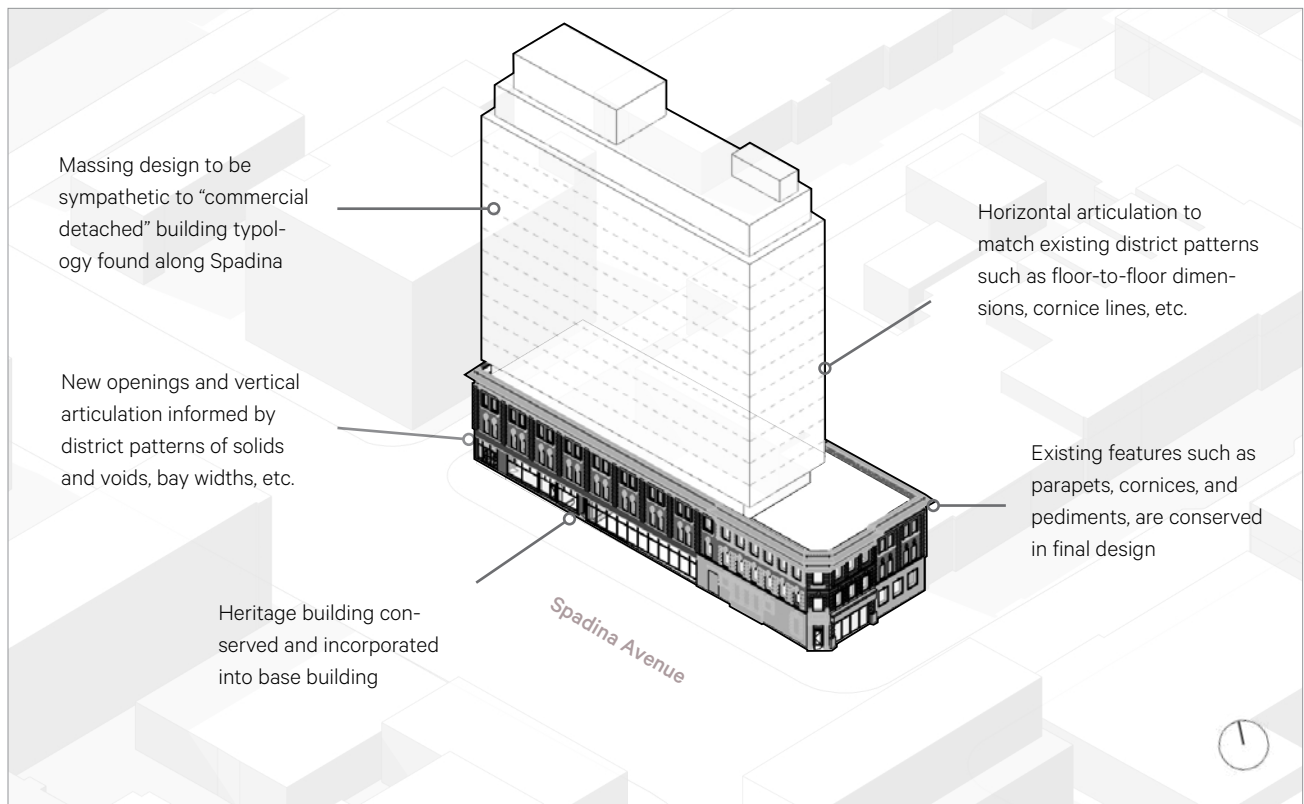 Massing design to be
sympathetic to “commercial
detached” building typol-
ogy found along Spadina
Horizontal articulation to
match existing district patterns
such as floor-to-floor dimen-
sions, cornice lines, etc.
New openings and vertical
articulation informed by
district patterns of solids
and voids, bay widths, etc.
Existing features such as
parapets, cornices, and
pediments, are conserved
in final design
Heritage building con-
served and incorporated
into base building
Spadina Avenue